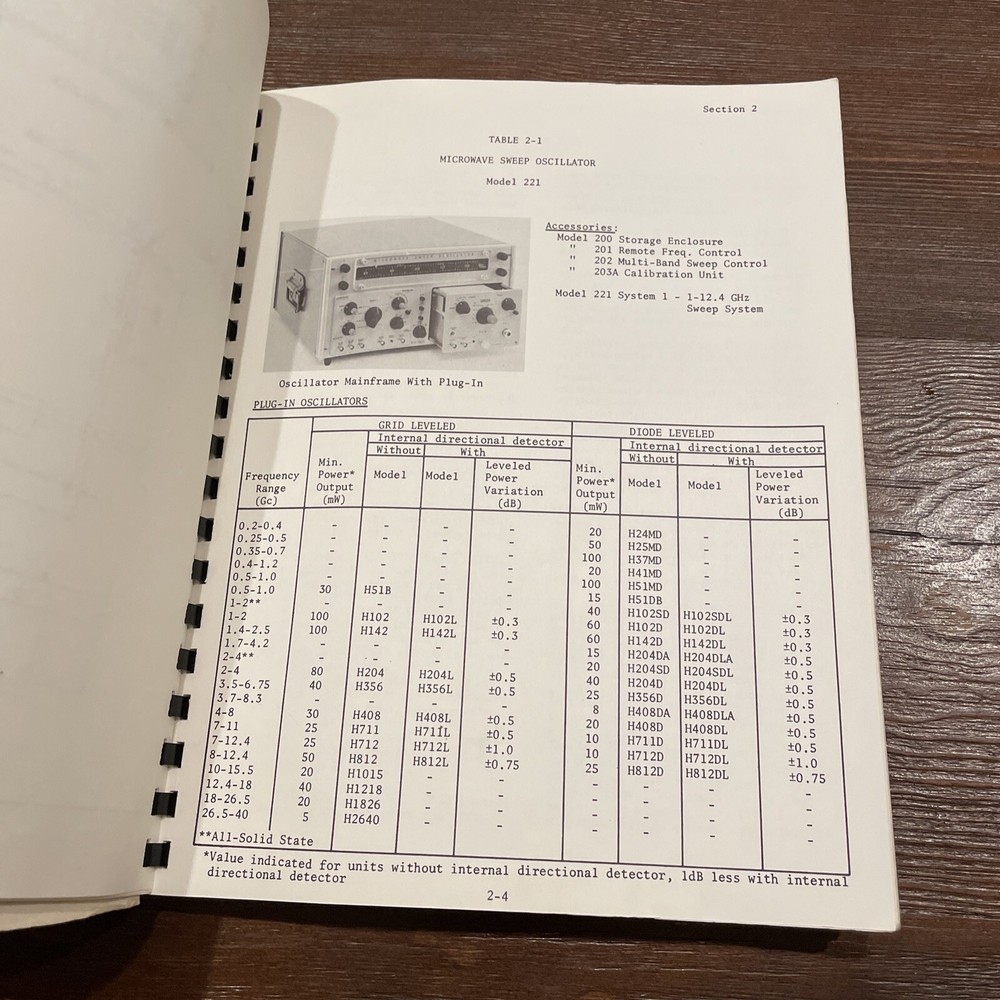 Section 2
TABLE 2-1
MICROWAVE SWEEP OSCILLATOR
Model 221
Accessories:
Model 200 Storage Enclosure
" 201 Remote Freq. Control
" 202 Multi-Band Sweep Control
" 203A Calibration Unit
Model 221 System 1 - 1-12.4 GHz
Sweep System
MICROWAVE SWEEP OSCILLATOR
Oscillator Mainframe With Plug-In
PLUG-IN OSCILLATORS
GRID LEVELED DIODE LEVELED
Internal directional detector Internal directional detector
Without With Without With
Frequency Range (Gc) Min. Power* Output (mW) Model Model Leveled Power Variation (dB) Min. Power* Output (mW) Model Model Leveled Power Variation (dB)
0.2-0.4 - - - - 20 H24MD - -
0.25-0.5 - - - - 50 H25MD - -
0.35-0.7 - - - - 100 H37MD - -
0.4-1.2 - - - - 20 H41MD - -
0.5-1.0 - - - - 100 H51MD - -
0.5-1.0 30 H51B - - 15 H51DB - -
1-2** - - - - 40 H102SD H102SDL ±0.3
1-2 100 H102 H102L ±0.3 60 H102D H102DL ±0.3
1.4-2.5 100 H142 H142L ±0.3 60 H142D H142DL ±0.3
1.7-4.2 - - - - 15 H204DA H204DLA ±0.5
2-4** - - - - 20 H204SD H204SDL ±0.5
2-4 80 H204 H204L ±0.5 40 H204D H204DL ±0.5
3.5-6.75 40 H356 H356L ±0.5 25 H356D H356DL ±0.5
3.7-8.3 - - - - 8 H408DA H408DLA ±0.5
4-8 30 H408 H408L ±0.5 20 H408D H408DL ±0.5
7-11 25 H711 H711L ±0.5 10 H711D H711DL ±0.5
7-12.4 25 H712 H712L ±1.0 10 H712D H712DL ±1.0
8-12.4 50 H812 H812L ±0.75 25 H812D H812DL ±0.75
10-15.5 20 H1015 - - - - - -
12.4-18 40 H1218 - - - - - -
18-26.5 20 H1826 - - - - - -
26.5-40 5 H2640 - - - - - -
**All-Solid State
*Value indicated for units without internal directional detector, 1dB less with internal
directional detector
2-4